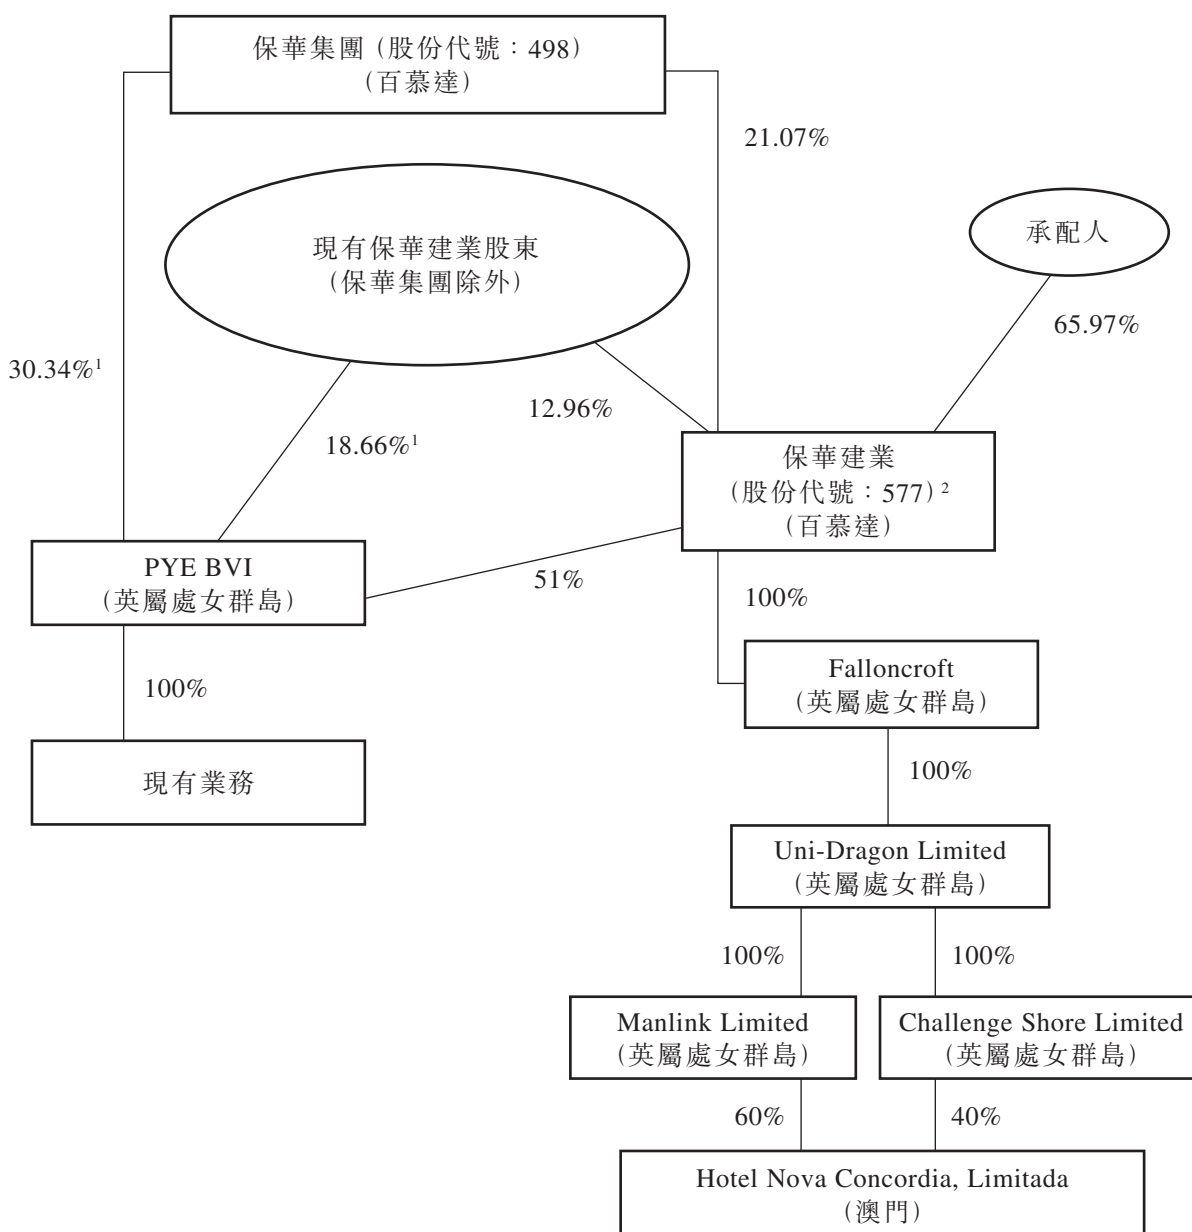 保華集團（股份代號：498）
（百慕達）
21.07%
現有保華建業股東
（保華集團除外）
承配人
65.97%
30.34%¹
12.96%
18.66%¹
保華建業
（股份代號：577）²
（百慕達）
PYE BVI
（英屬處女群島）
51%
100%
Falloncroft
（英屬處女群島）
100%
現有業務
100%
Uni-Dragon Limited
（英屬處女群島）
100%
100%
Manlink Limited
（英屬處女群島）
Challenge Shore Limited
（英屬處女群島）
60%
40%
Hotel Nova Concordia, Limitada
（澳門）